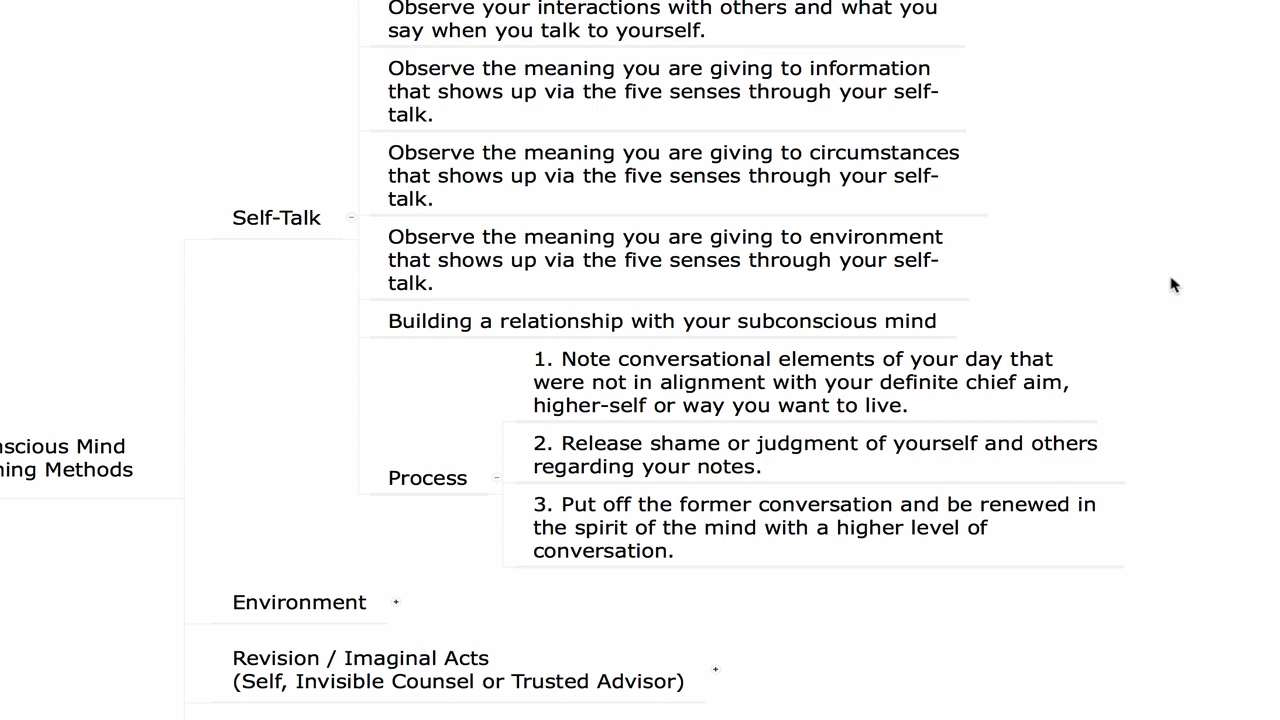 Observe your interactions with others and what you
say when you talk to yourself.
Observe the meaning you are giving to information
that shows up via the five senses through your self-
talk.
Observe the meaning you are giving to circumstances
that shows up via the five senses through your self-
talk.
Self-Talk
Observe the meaning you are giving to environment
that shows up via the five senses through your self-
talk.
Building a relationship with your subconscious mind
1. Note conversational elements of your day that
were not in alignment with your definite chief aim,
higher-self or way you want to live.
Mind
Methods
Process
2. Release shame or judgment of yourself and others
regarding your notes.
3. Put off the former conversation and be renewed in
the spirit of the mind with a higher level of
conversation.
Environment
Revision / Imaginal Acts
(Self, Invisible Counsel or Trusted Advisor)